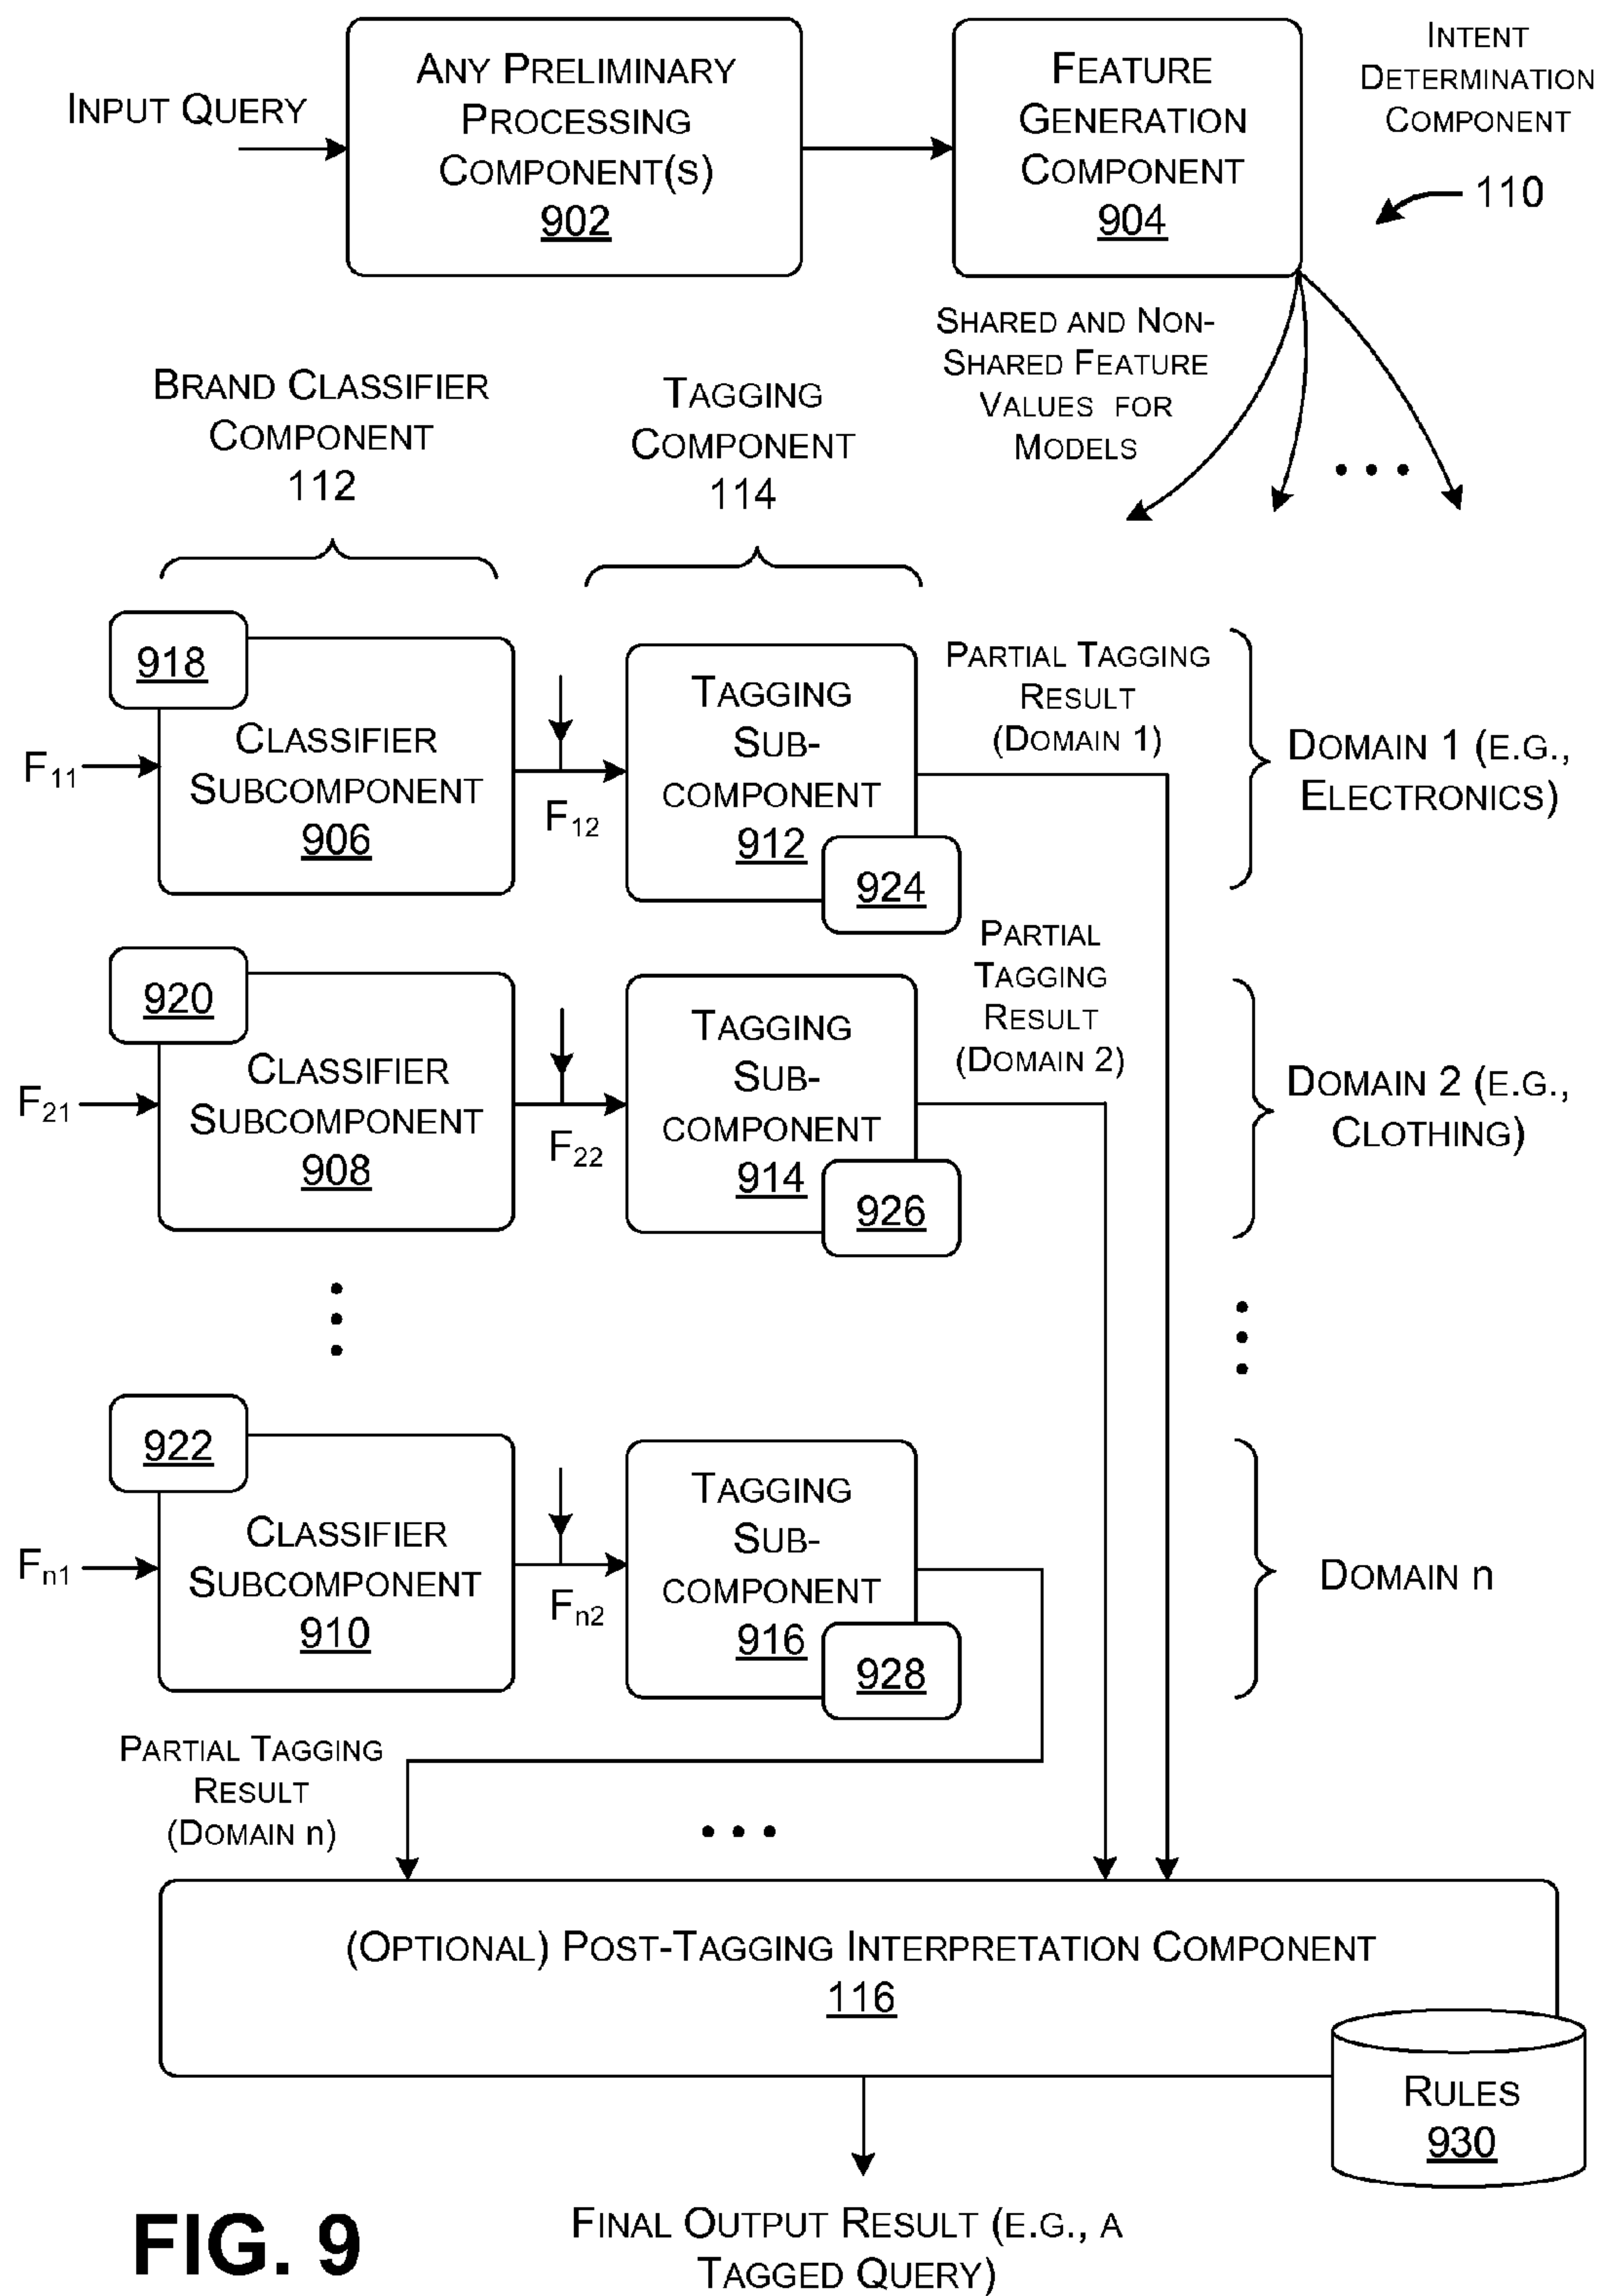 INPUT QUERY
ANY PRELIMINARY
PROCESSING
COMPONENT(S)
902
FEATURE
GENERATION
COMPONENT
904
INTENT
DETERMINATION
COMPONENT
110
SHARED AND NON-
SHARED FEATURE
VALUES FOR
MODELS
BRAND CLASSIFIER
COMPONENT
112
TAGGING
COMPONENT
114
918
CLASSIFIER
SUBCOMPONENT
906
F11
F12
TAGGING
SUB-
COMPONENT
912
924
PARTIAL TAGGING
RESULT
(DOMAIN 1)
DOMAIN 1 (E.G.,
ELECTRONICS)
920
CLASSIFIER
SUBCOMPONENT
908
F21
F22
TAGGING
SUB-
COMPONENT
914
926
PARTIAL
TAGGING
RESULT
(DOMAIN 2)
DOMAIN 2 (E.G.,
CLOTHING)
922
CLASSIFIER
SUBCOMPONENT
910
Fn1
Fn2
TAGGING
SUB-
COMPONENT
916
928
DOMAIN n
PARTIAL TAGGING
RESULT
(DOMAIN n)
(OPTIONAL) POST-TAGGING INTERPRETATION COMPONENT
116
RULES
930
FINAL OUTPUT RESULT (E.G., A
TAGGED QUERY)
FIG. 9